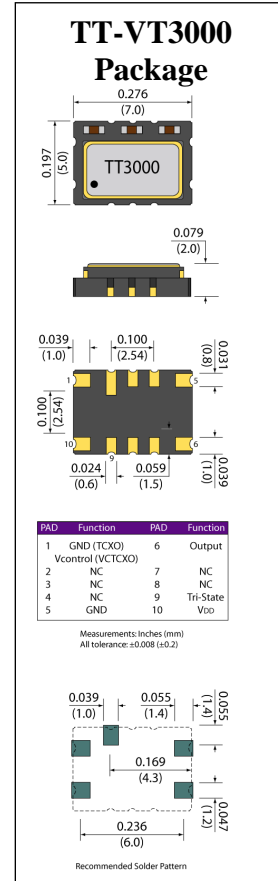 TT-VT3000
Package
0.276
(7.0)
0.197
(5.0)
TT3000
0.079
(2.0)
0.039
(1.0)
0.100
(2.54)
0.031
(0.8)
1
5
0.100
(2.54)
10
6
9
0.024
(0.6)
0.059
(1.5)
0.039
(1.0)
PAD Function PAD Function
1 GND (TCXO) 6 Output
Vcontrol (VCTCXO)
2 NC 7 NC
3 NC 8 NC
4 NC 9 Tri-State
5 GND 10 VDD
Measurements: Inches (mm)
All tolerance: ±0.008 (±0.2)
0.039
(1.0)
0.055
(1.4)
0.055
(1.4)
0.169
(4.3)
0.047
(1.2)
0.236
(6.0)
Recommended Solder Pattern